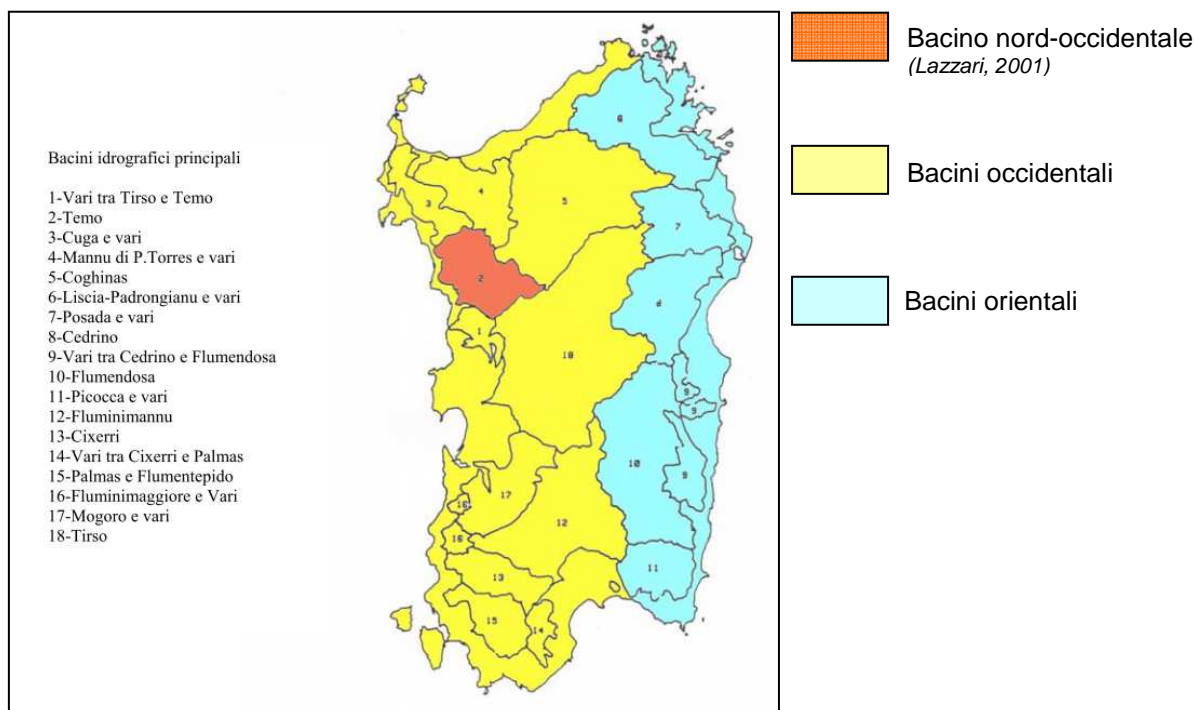 Bacini idrografici principali
1-Vari tra Tirso e Temo
2-Temo
3-Cuga e vari
4-Mannu di P.Torres e vari
5-Coghinas
6-Liscia-Padrongianu e vari
7-Posada e vari
8-Cedrino
9-Vari tra Cedrino e Flumendosa
10-Flumendosa
11-Picocca e vari
12-Fluminimannu
13-Cixerri
14-Vari tra Cixerri e Palmas
15-Palmas e Flumentepido
16-Fluminimaggiore e Vari
17-Mogoro e vari
18-Tirso
6
4
5
3
7
2
1
18
9
9
10
9
17
16
12
16
11
13
15
14
Bacino nord-occidentale
(Lazzari, 2001)
Bacini occidentali
Bacini orientali